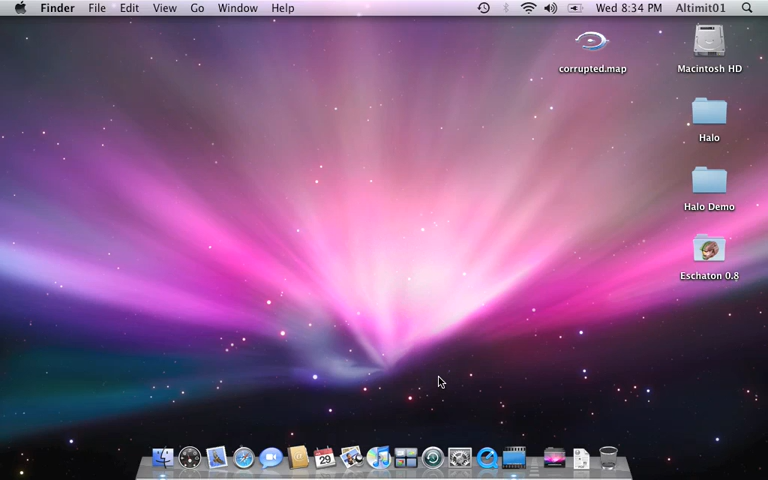 Finder File Edit View Go Window Help Wed 8:34 PM Altimit01
corrupted.map
Macintosh HD
Halo
Halo Demo
Eschaton 0.8
29